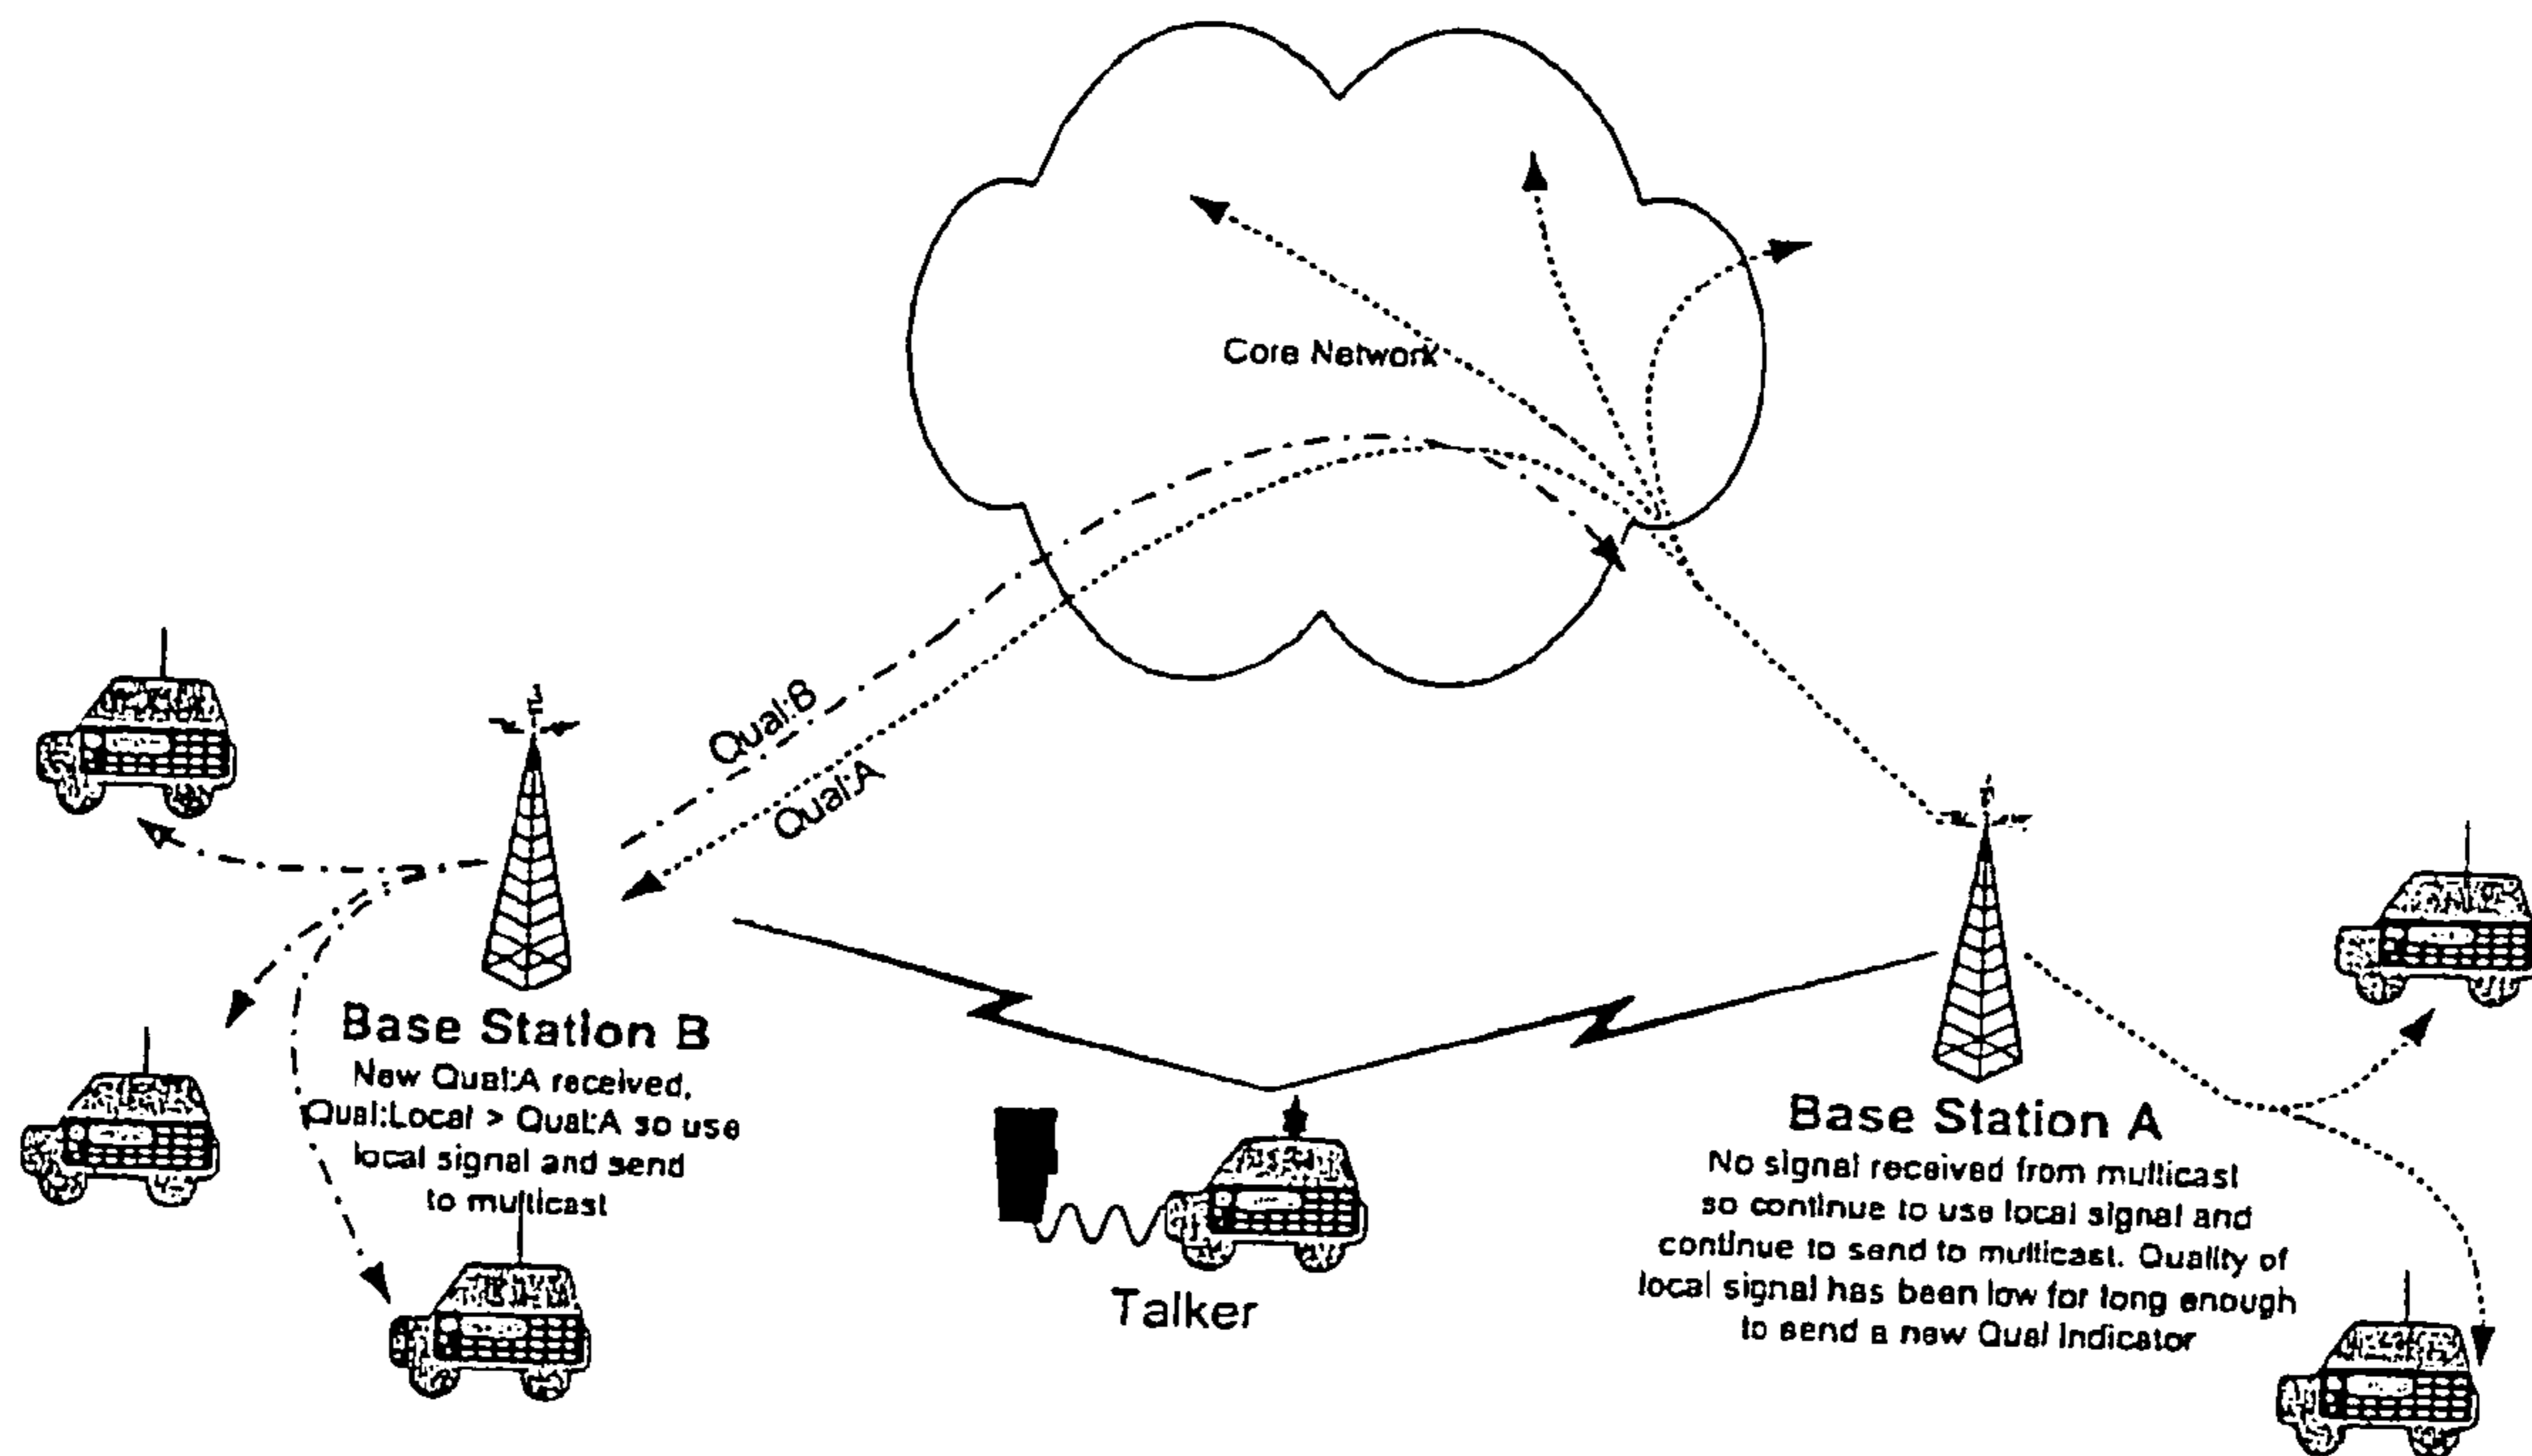 Core Network
Qual:B
Qual:A
Base Station B
New Qual:A received,
Qual:Local > Qual:A so use
local signal and send
to multicast
Talker
Base Station A
No signal received from multicast
so continue to use local signal and
continue to send to multicast. Quality of
local signal has been low for long enough
to send a new Qual Indicator